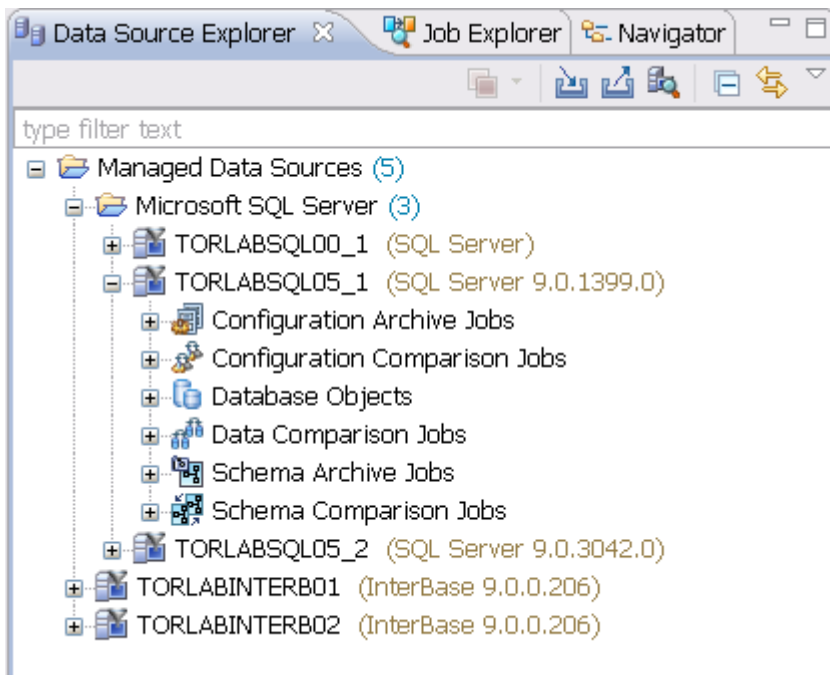 Data Source Explorer Job Explorer Navigator
type filter text
Managed Data Sources (5)
Microsoft SQL Server (3)
TORLABSQL00_1 (SQL Server)
TORLABSQL05_1 (SQL Server 9.0.1399.0)
Configuration Archive Jobs
Configuration Comparison Jobs
Database Objects
Data Comparison Jobs
Schema Archive Jobs
Schema Comparison Jobs
TORLABSQL05_2 (SQL Server 9.0.3042.0)
TORLABINTERB01 (InterBase 9.0.0.206)
TORLABINTERB02 (InterBase 9.0.0.206)